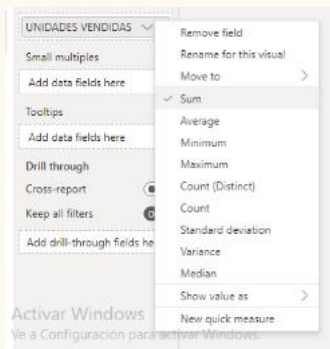 UNIDADES VENDIDAS
Small multiples
Add data fields here
Tooltips
Add data fields here
Drill through
Cross-report
Keep all filters
Add drill-through fields he
Remove field
Rename for this visual
Move to
Sum
Average
Minimum
Maximum
Count (Distinct)
Count
Standard deviation
Variance
Median
Show value as
New quick measure
Activar Windows
Ve a Configuración para activar Windows.